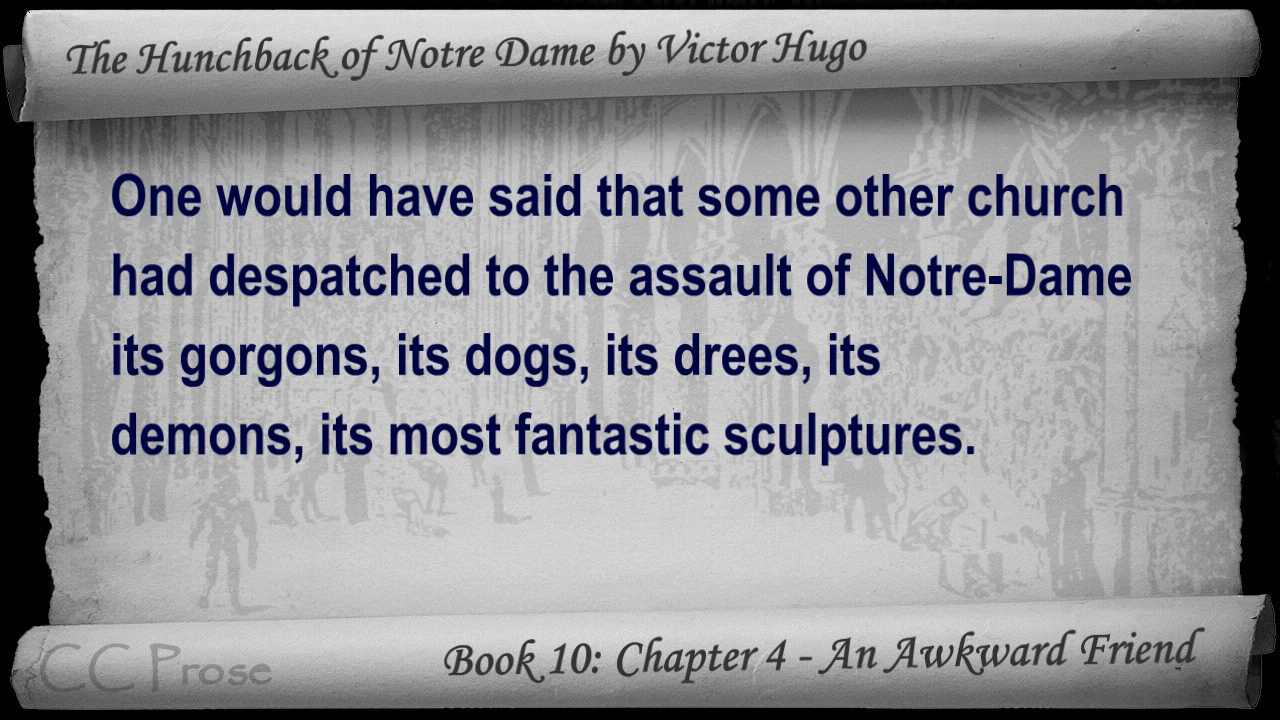 The Hunchback of Notre Dame by Victor Hugo
One would have said that some other church
had despatched to the assault of Notre-Dame
its gorgons, its dogs, its drees, its
demons, its most fantastic sculptures.
CC Prose
Book 10: Chapter 4 - An Awkward Friend